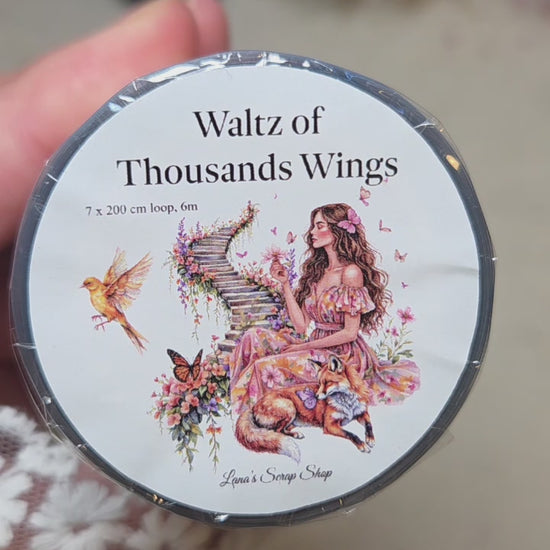 Waltz of
Thousands Wings
7 x 200 cm loop, 6m
Lana's Scrap Shop